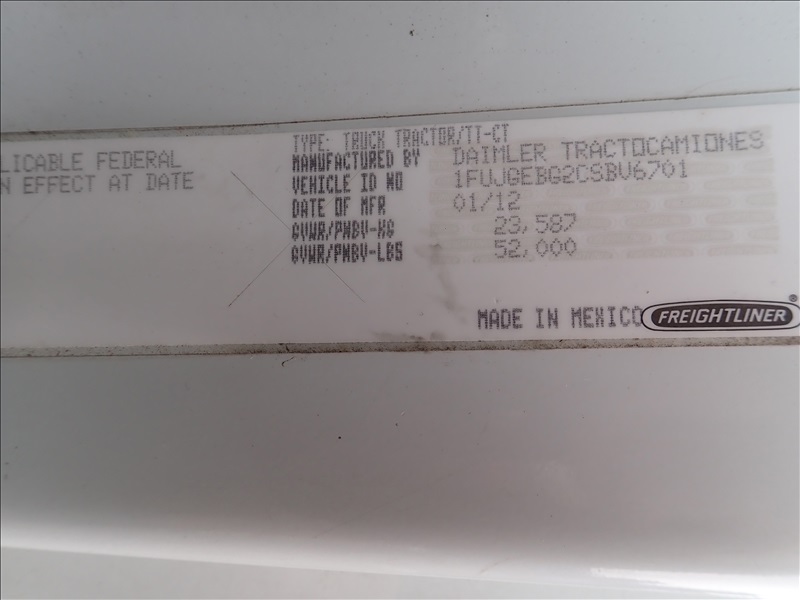 LICABLE FEDERAL
N EFFECT AT DATE
TYPE: TRUCK TRACTOR/TT-CT
MANUFACTURED BY DAIMLER TRACTOCAMIONES
VEHICLE ID NO 1FUJGEBG2CSBV6701
DATE OF MFR 01/12
GVWR/PNBV-KG 23,587
GVWR/PNBV-LBS 52,000
MADE IN MEXICO FREIGHTLINER®